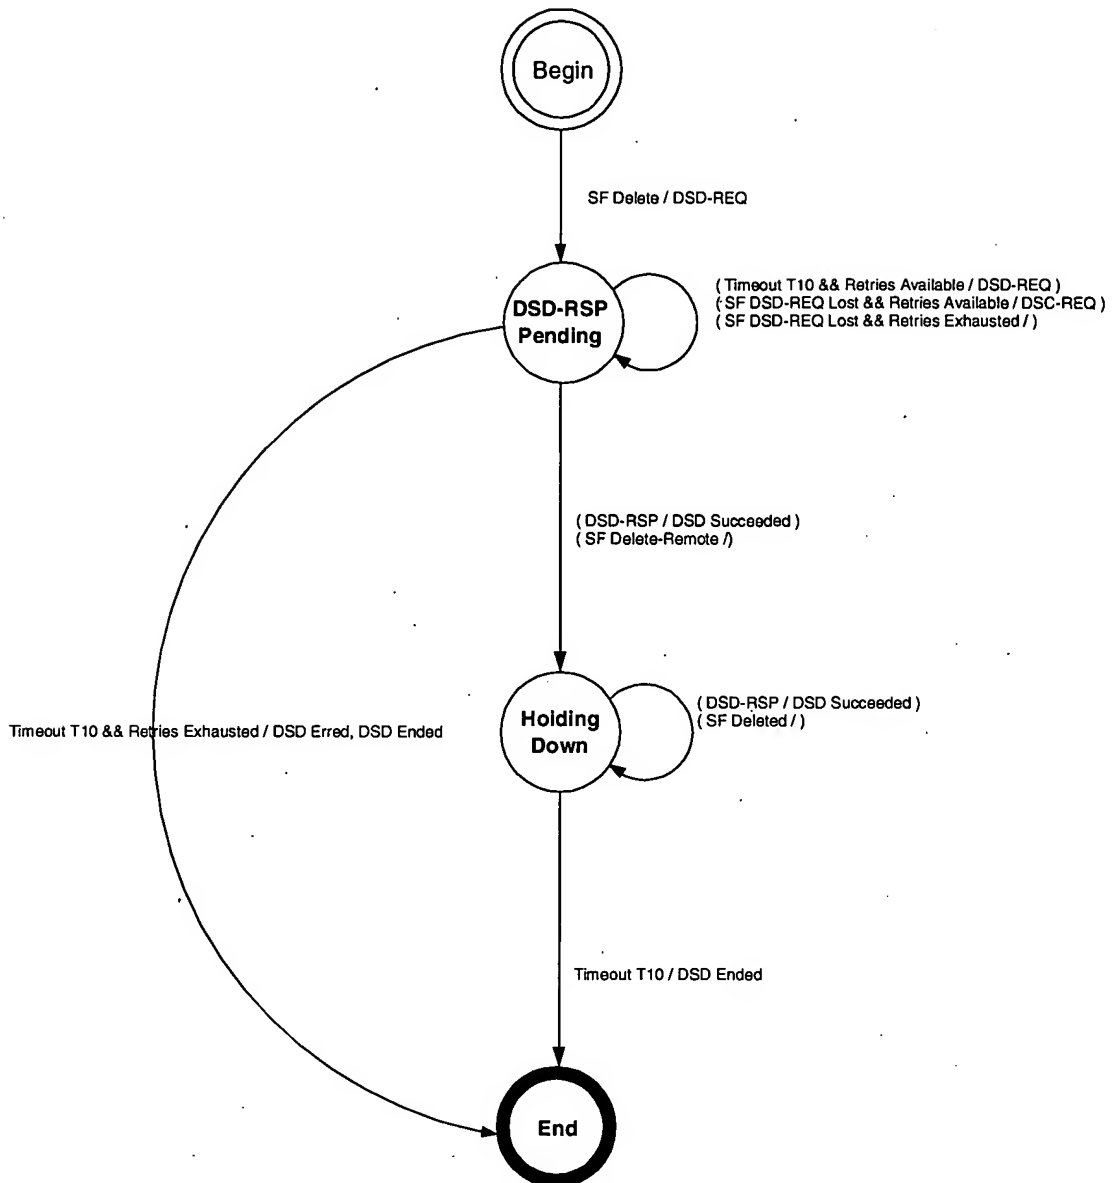 Begin
SF Delete / DSD-REQ
DSD-RSP
Pending
( Timeout T10 && Retries Available / DSD-REQ )
( SF DSD-REQ Lost && Retries Available / DSC-REQ )
( SF DSD-REQ Lost && Retries Exhausted / )
( DSD-RSP / DSD Succeeded )
( SF Delete-Remote /)
Holding
Down
( DSD-RSP / DSD Succeeded )
( SF Deleted / )
Timeout T10 && Retries Exhausted / DSD Erred, DSD Ended
Timeout T10 / DSD Ended
End